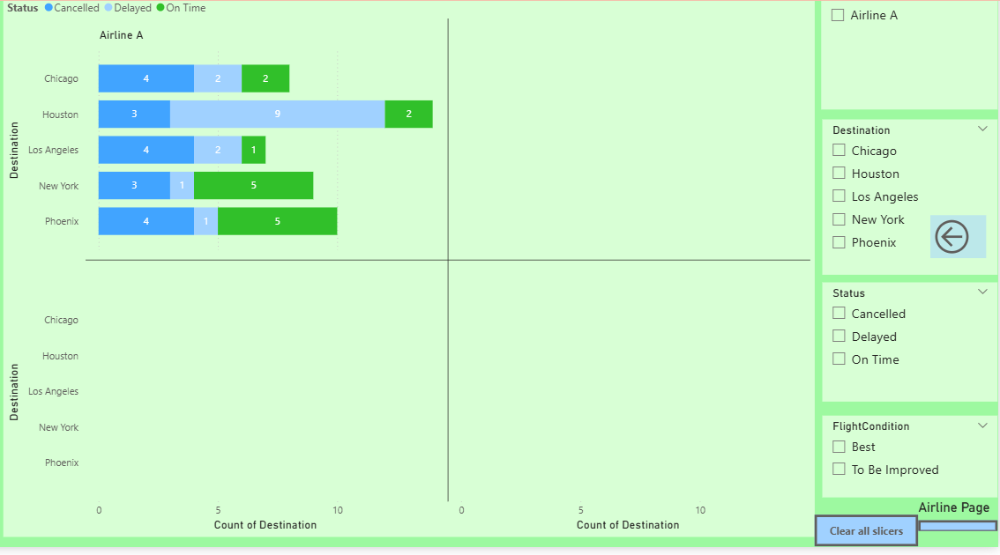 Status Cancelled Delayed On Time
Airline A
Destination
Chicago 4 2 2
Houston 3 9 2
Los Angeles 4 2 1
New York 3 1 5
Phoenix 4 1 5
Destination
Chicago
Houston
Los Angeles
New York
Phoenix
0 5 10 0 5 10
Count of Destination Count of Destination
Airline A
Destination
Chicago
Houston
Los Angeles
New York
Phoenix
Status
Cancelled
Delayed
On Time
FlightCondition
Best
To Be Improved
Airline Page
Clear all slicers